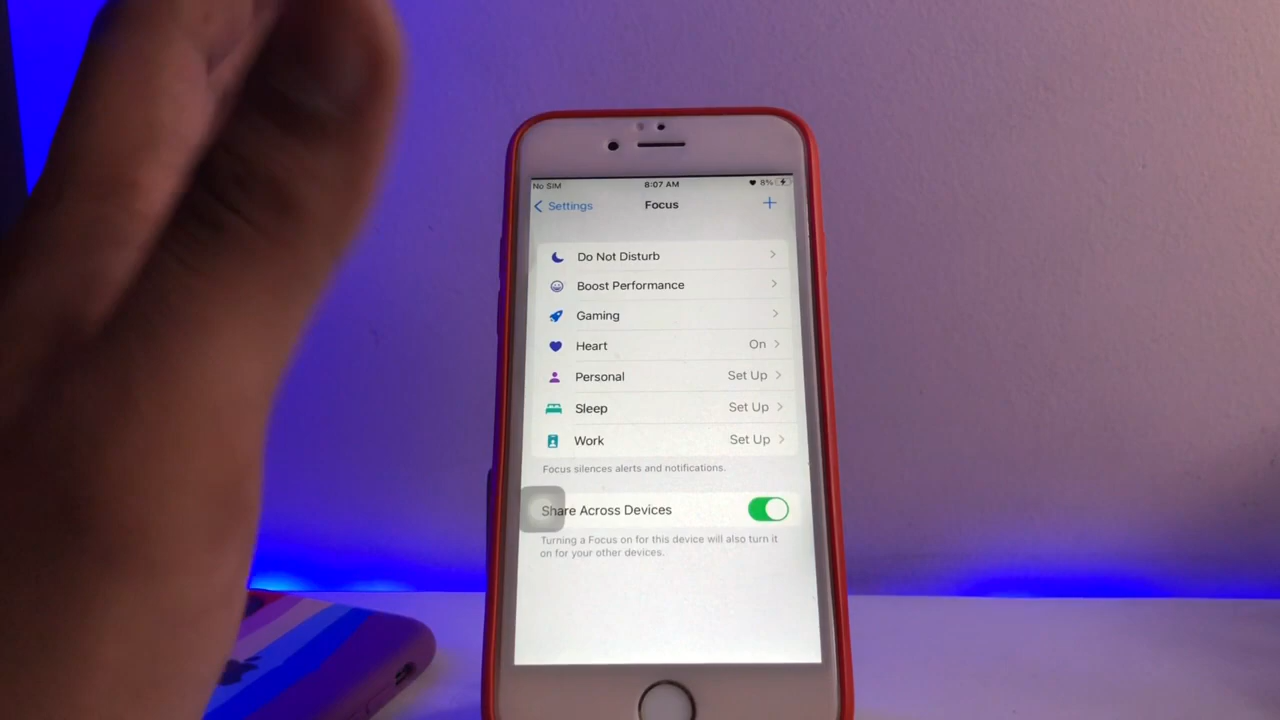 No SIM 8:07 AM 8%
Settings Focus
Do Not Disturb
Boost Performance
Gaming
Heart On
Personal Set Up
Sleep Set Up
Work Set Up
Focus silences alerts and notifications.
Share Across Devices
Turning a Focus on for this device will also turn it
on for your other devices.